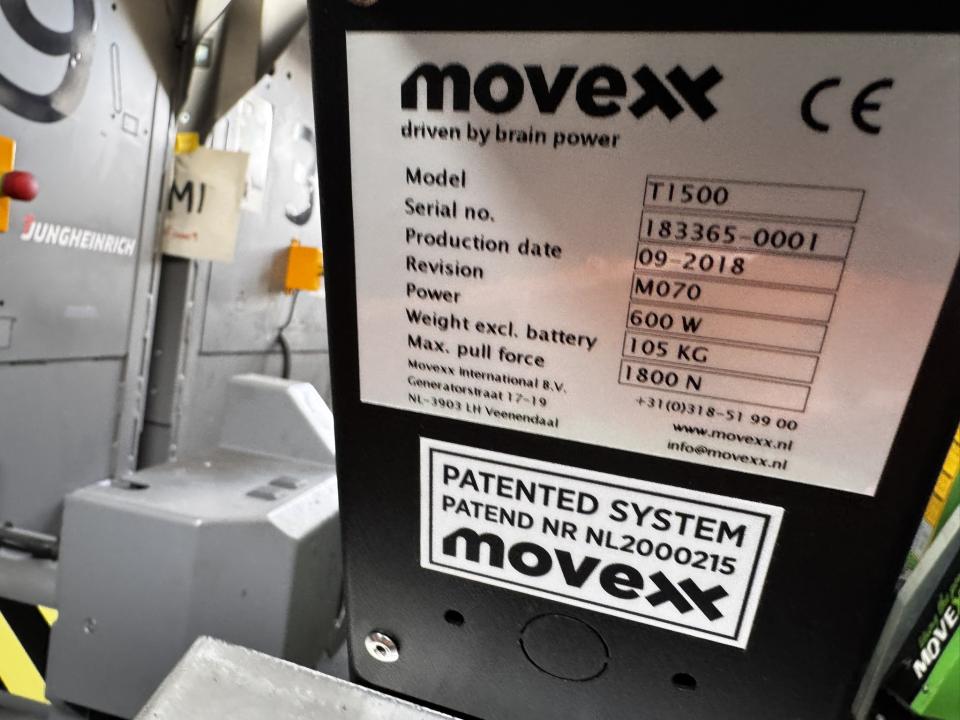 movexx
driven by brain power
CE
Model T1500
Serial no. 183365-0001
Production date 09-2018
Revision M070
Power 600 W
Weight excl. battery 105 KG
Max. pull force 1800 N
Movexx International B.V.
Generatorstraat 17-19
NL-3903 LH Veenendaal
+31(0)318-51 99 00
www.movexx.nl
info@movexx.nl
PATENTED SYSTEM
PATEND NR NL2000215
movexx
JUNGHEINRICH
M1
9
MOVE